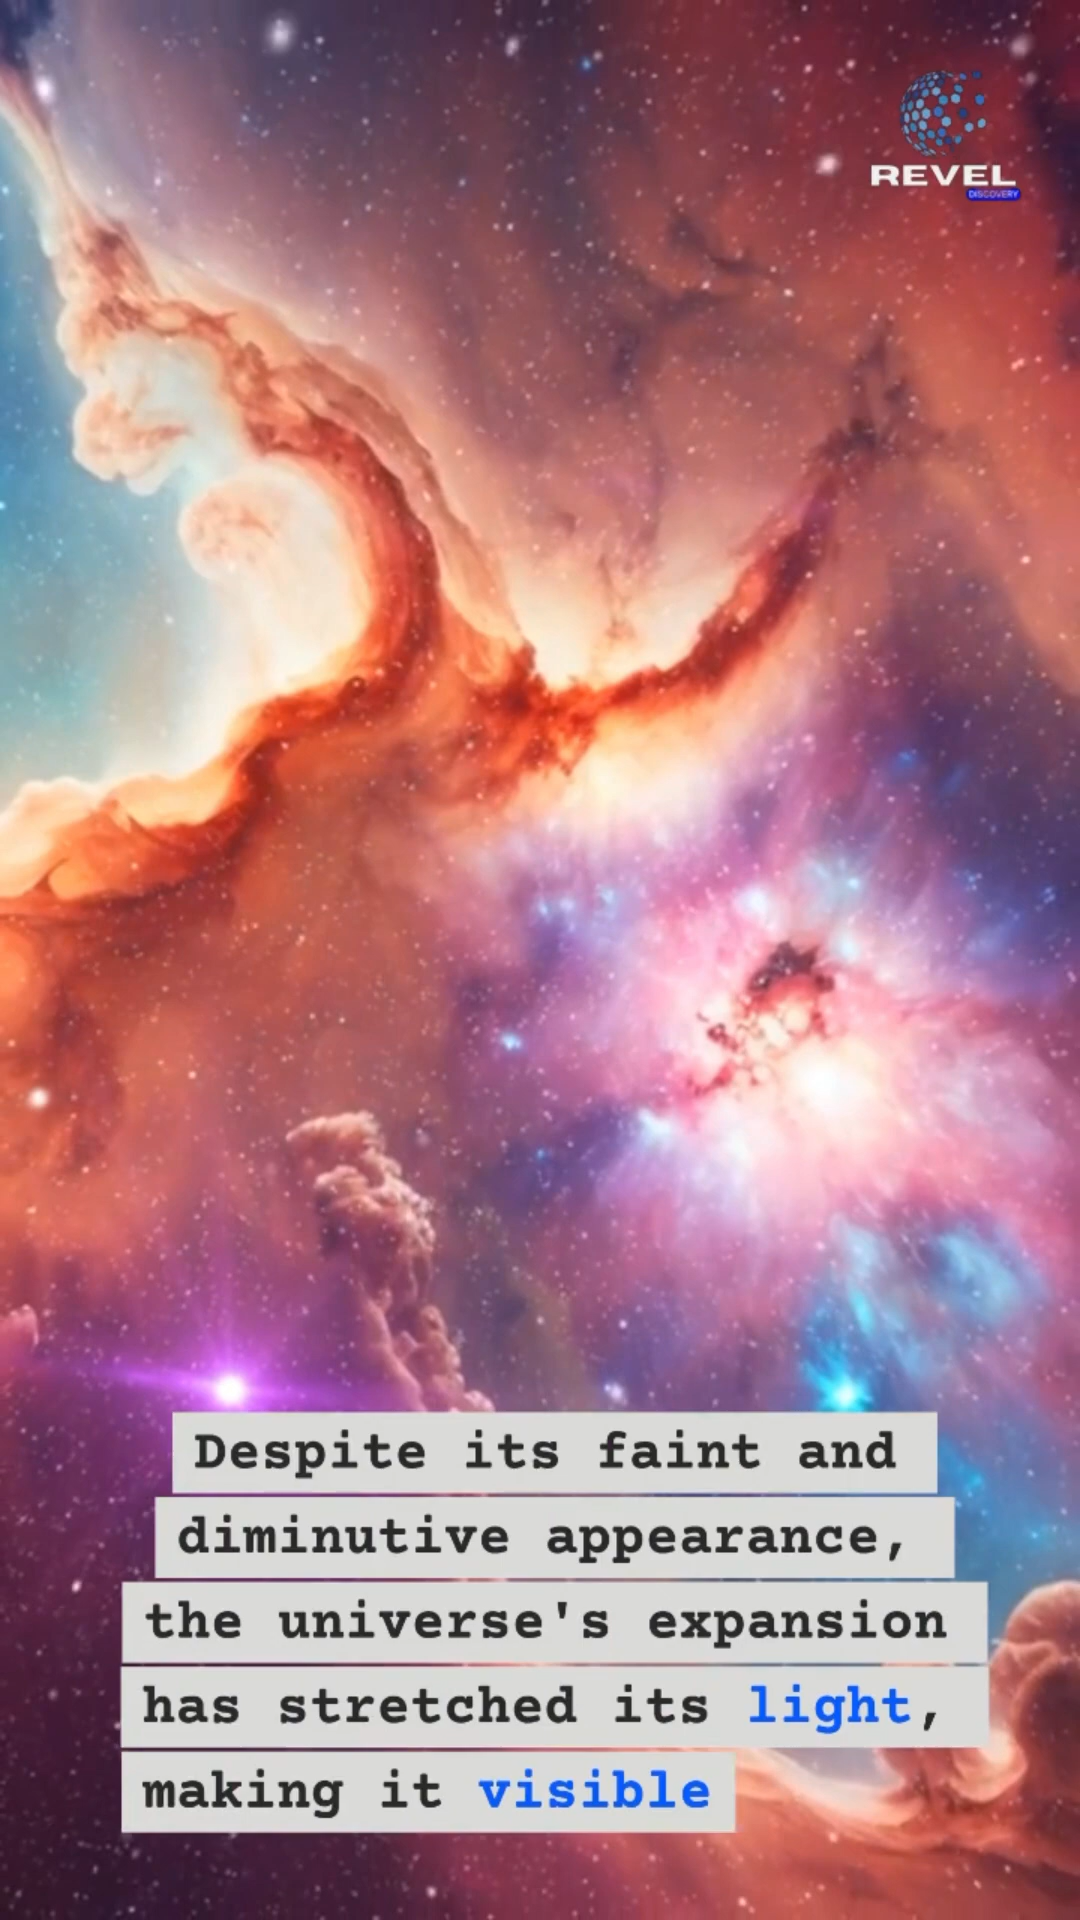 REVEL
DISCOVERY
Despite its faint and
diminutive appearance,
the universe's expansion
has stretched its light,
making it visible